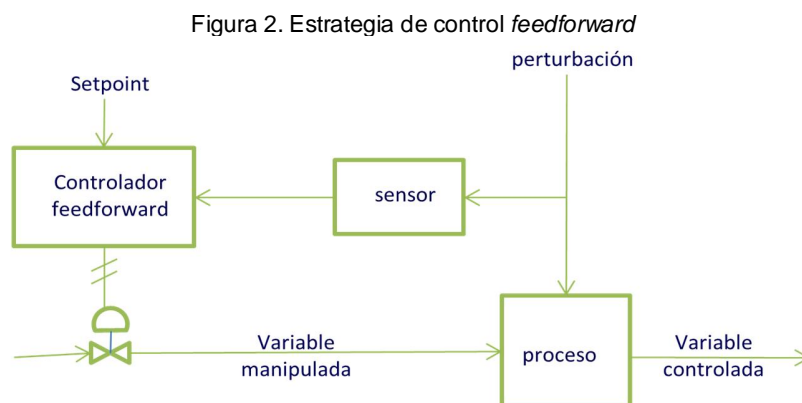 Figura 2. Estrategia de control feedforward
perturbación
Setpoint
Controlador
feedforward
sensor
Variable
manipulada
proceso
Variable
controlada